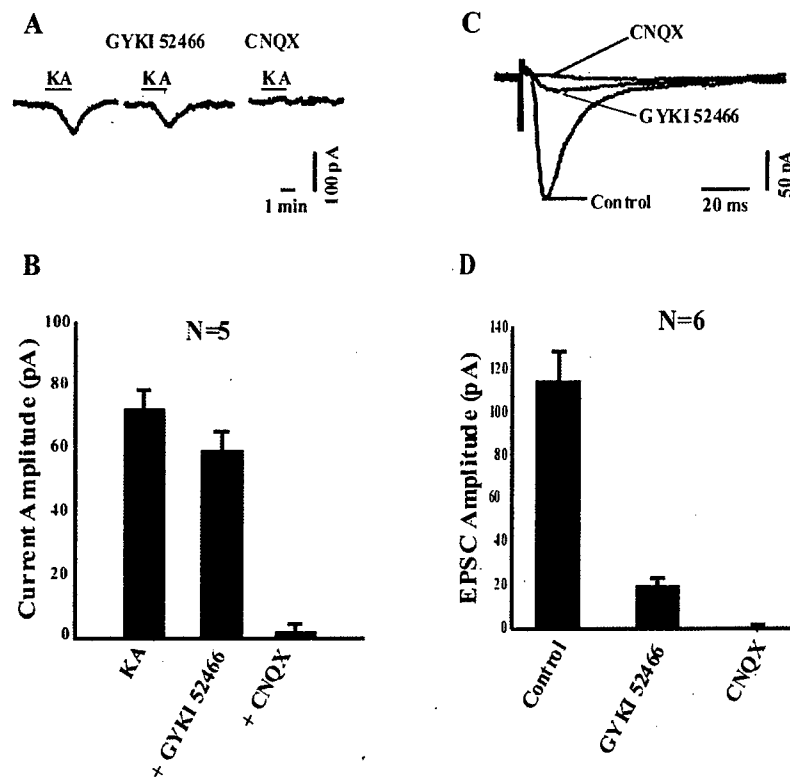 A
GYKI 52466 CNQX
KA KA KA
100 pA
1 min
B
N=5
Current Amplitude (pA)
100
80
60
40
20
0
KA
+ GYKI 52466
+ CNQX
C
CNQX
GYKI 52466
Control
20 ms
50 pA
D
N=6
EPSC Amplitude (pA)
140
120
100
80
60
40
20
0
Control
GYKI 52466
CNQX